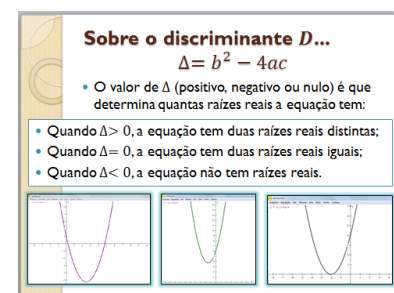 Sobre o discriminante D...
Δ= b² − 4ac
• O valor de Δ (positivo, negativo ou nulo) é que
determina quantas raízes reais a equação tem:
• Quando Δ> 0, a equação tem duas raízes reais distintas;
• Quando Δ= 0, a equação tem duas raízes reais iguais;
• Quando Δ< 0, a equação não tem raízes reais.